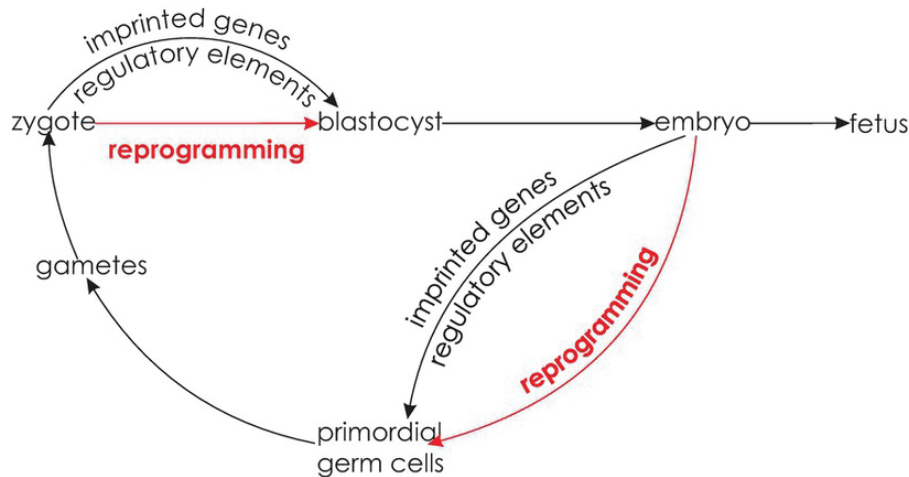 imprinted genes
regulatory elements
zygote
blastocyst
embryo
fetus
reprogramming
imprinted genes
regulatory elements
reprogramming
gametes
primordial
germ cells